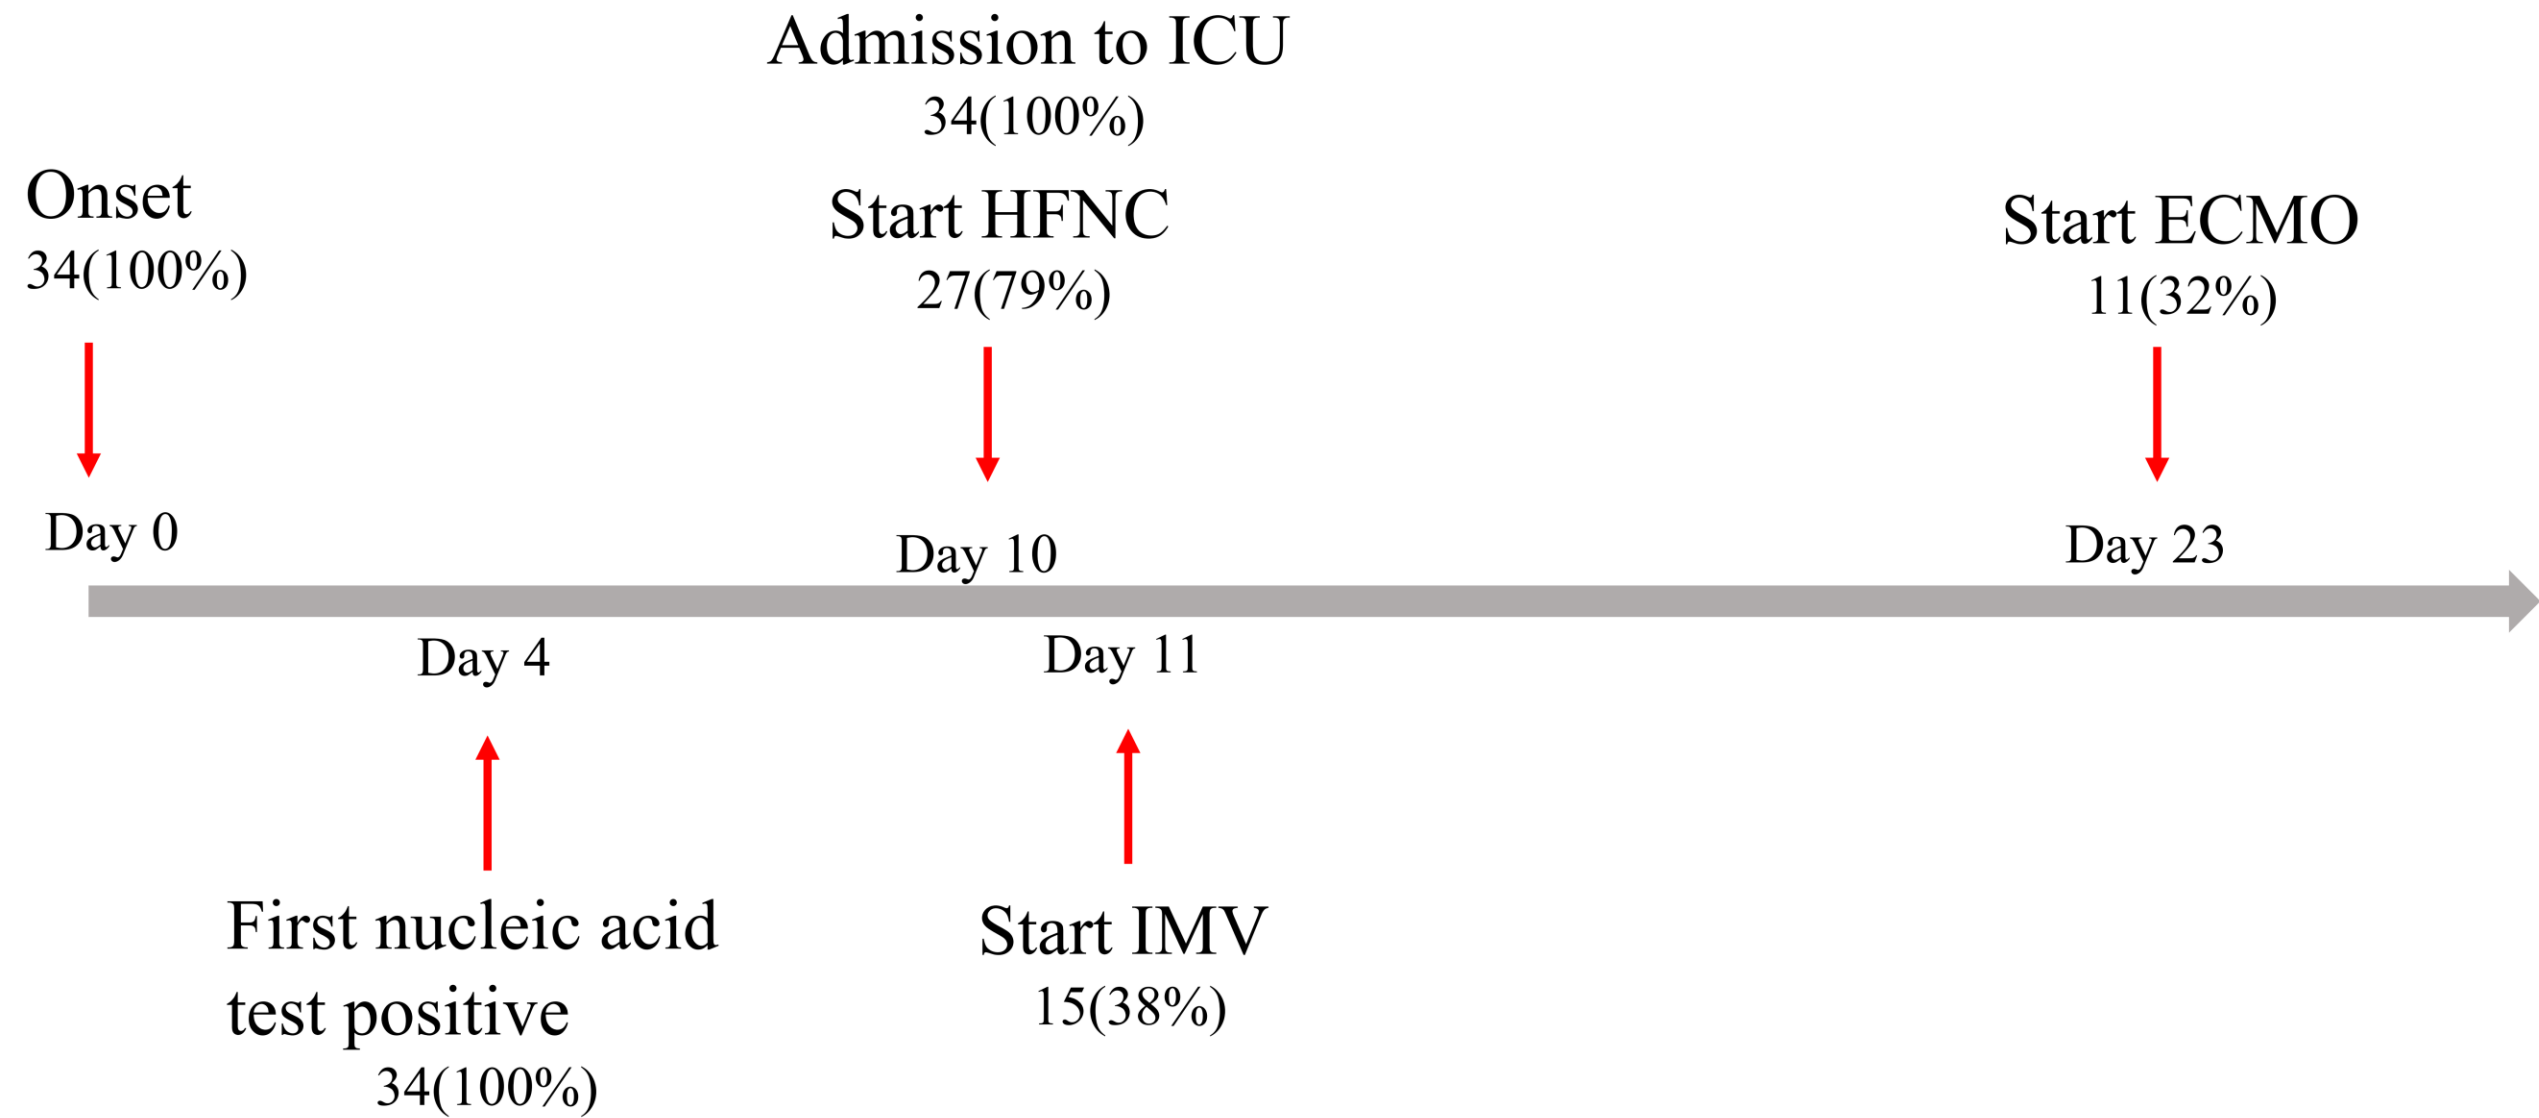 Admission to ICU
34(100%)
Onset
34(100%)
Start HFNC
27(79%)
Start ECMO
11(32%)
Day 0
Day 10
Day 23
Day 4
Day 11
First nucleic acid
test positive
34(100%)
Start IMV
15(38%)